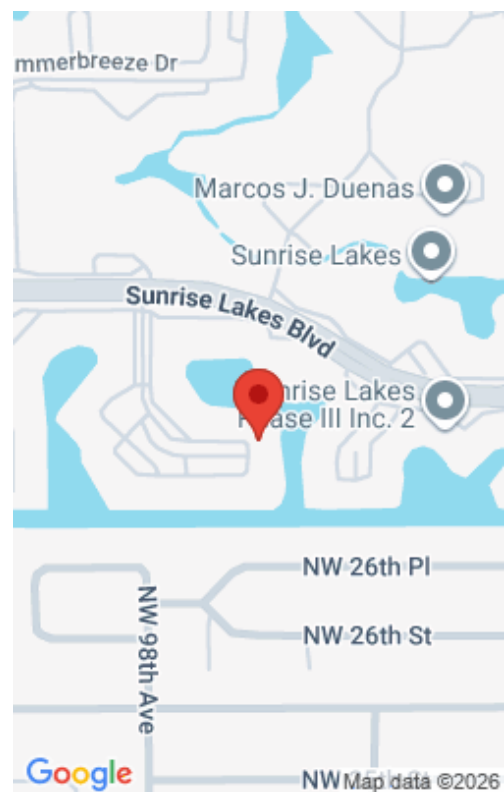 mmerbreeze Dr
Marcos J. Duenas
Sunrise Lakes
Sunrise Lakes Blvd
nrise Lakes
ase III Inc. 2
NW 26th Pl
NW 26th St
NW 98th Ave
Google
NW
Map data ©2026